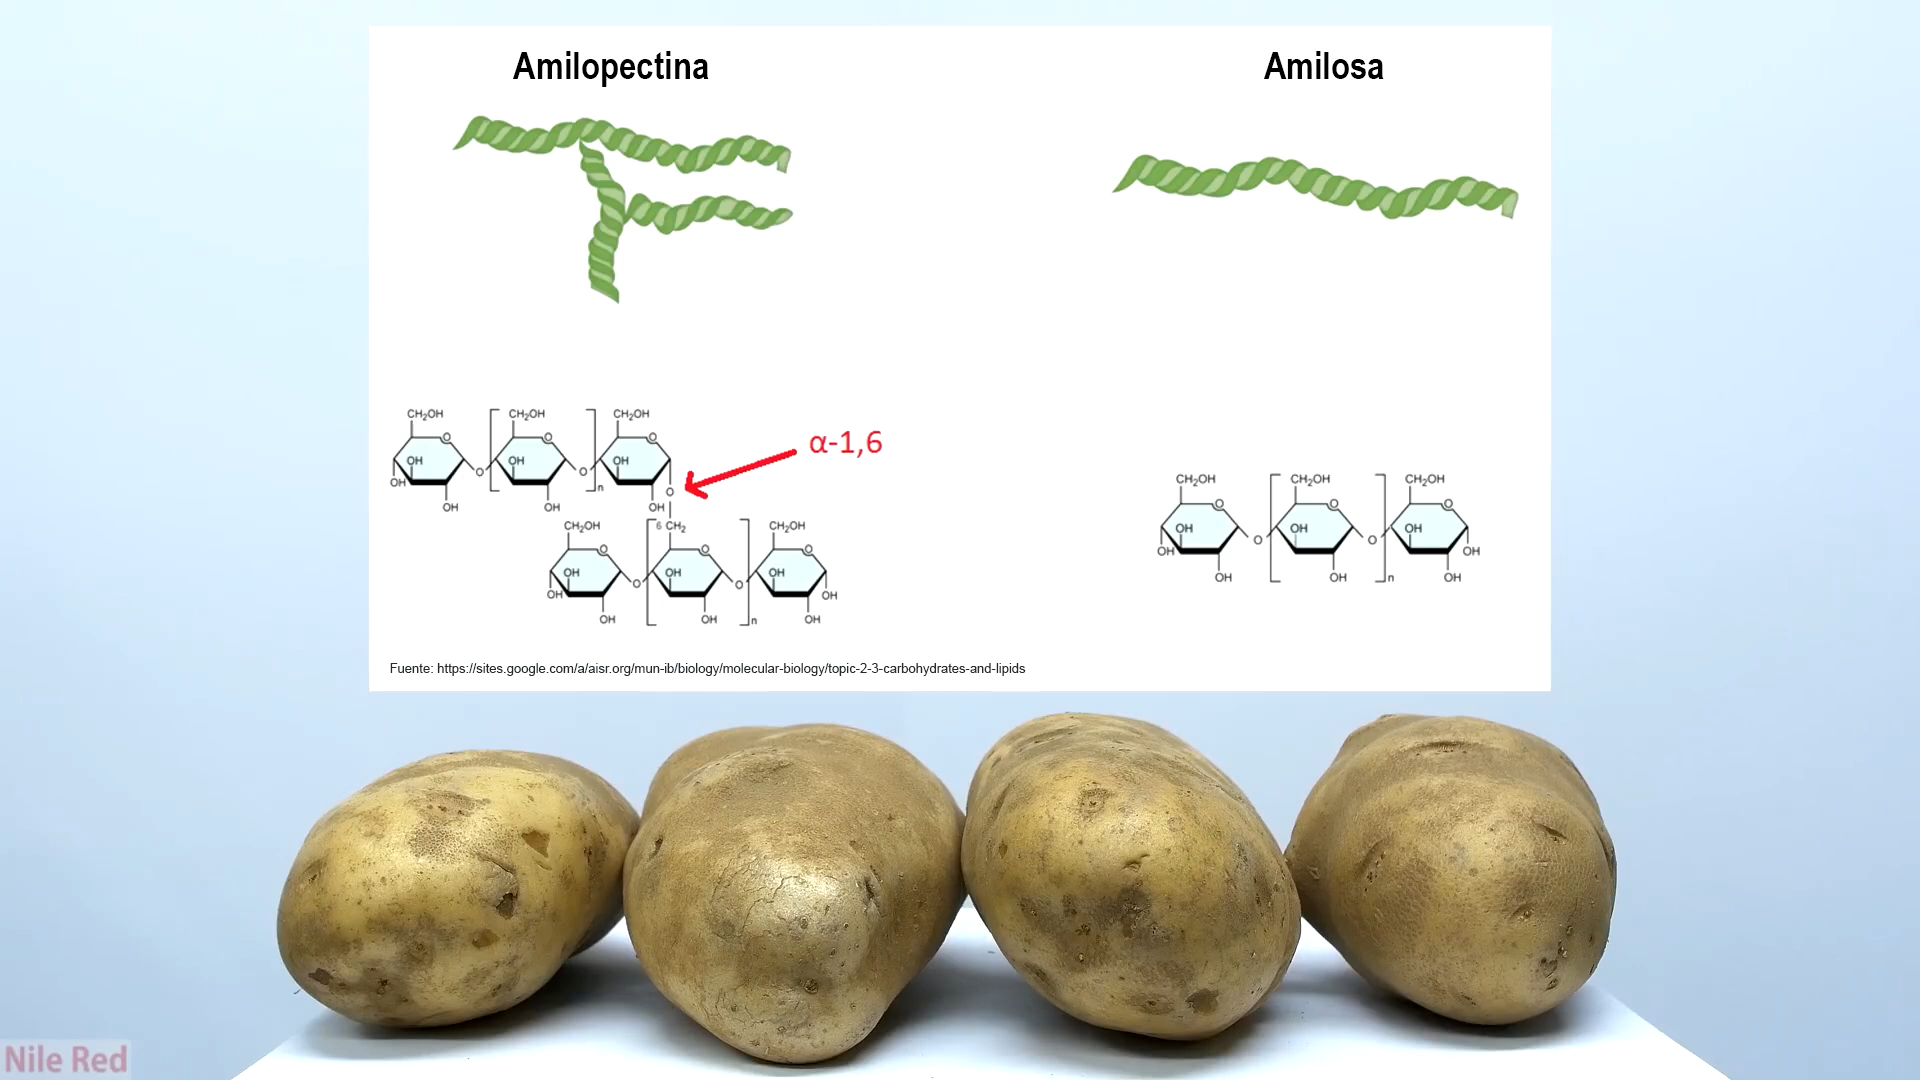 Amilopectina
Amilosa
CH₂OH
CH₂OH
CH₂OH
O
O
O
OH
OH
OH
OH
O
O
n
OH
OH
OH
O
α-1,6
6
CH₂OH
CH₂
CH₂OH
O
O
O
OH
OH
OH
OH
O
O
OH
OH
OH
OH
n
CH₂OH
CH₂OH
CH₂OH
O
O
O
OH
OH
OH
OH
O
O
OH
OH
OH
OH
n
Fuente: https://sites.google.com/a/aisr.org/mun-ib/biology/molecular-biology/topic-2-3-carbohydrates-and-lipids
Nile Red